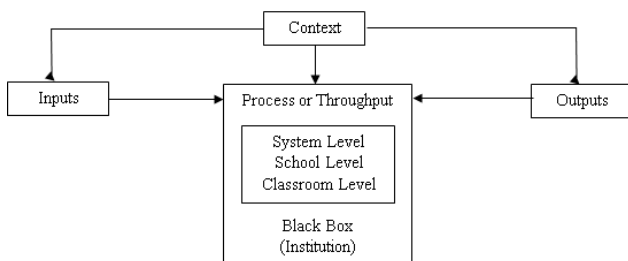 Context
Inputs
Process or Throughput
Outputs
System Level
School Level
Classroom Level
Black Box
(Institution)